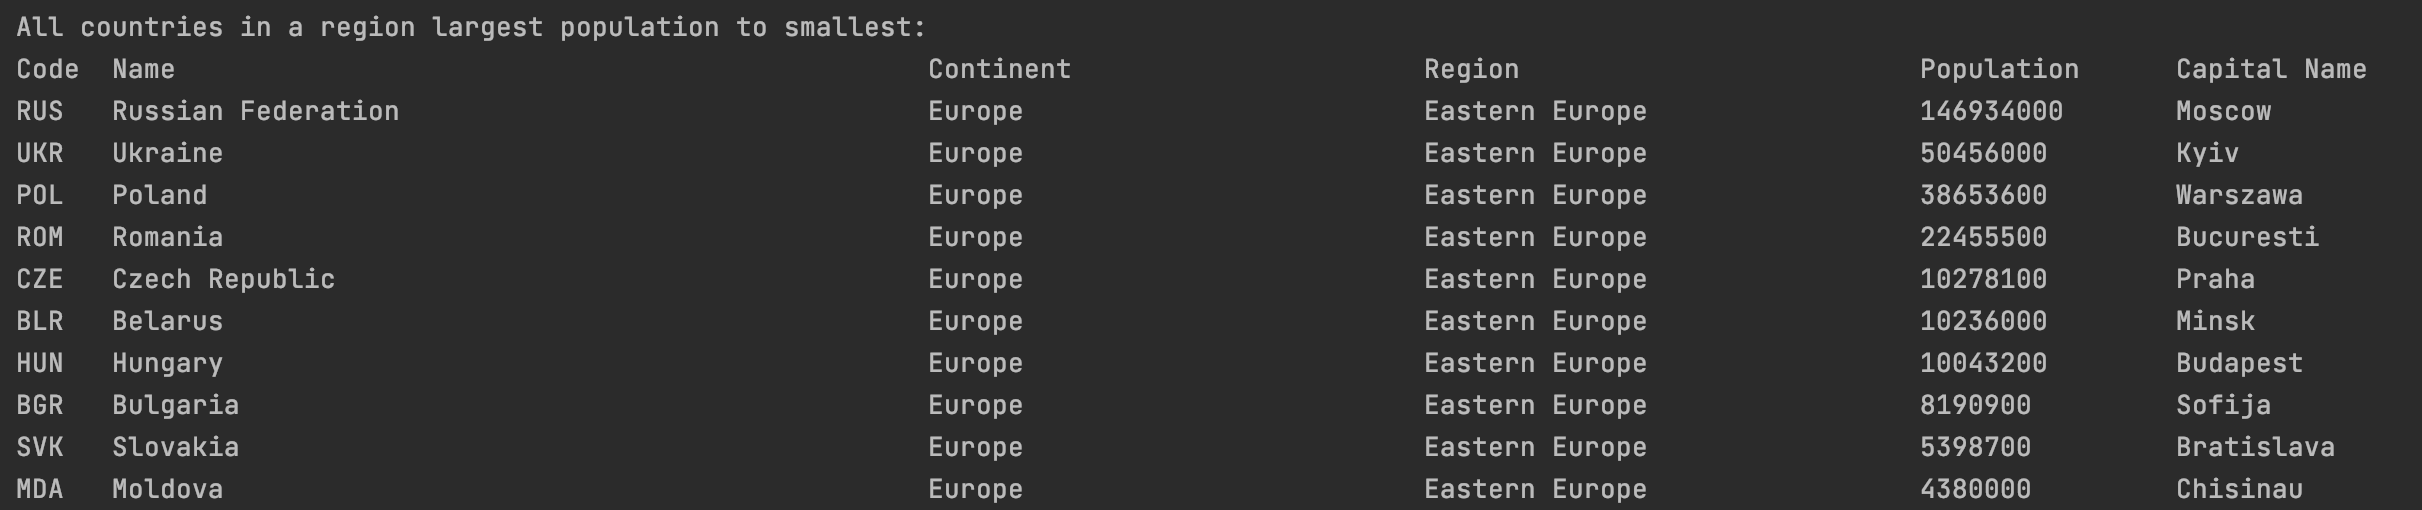 All countries in a region largest population to smallest:
Code Name Continent Region Population Capital Name
RUS Russian Federation Europe Eastern Europe 146934000 Moscow
UKR Ukraine Europe Eastern Europe 50456000 Kyiv
POL Poland Europe Eastern Europe 38653600 Warszawa
ROM Romania Europe Eastern Europe 22455500 Bucuresti
CZE Czech Republic Europe Eastern Europe 10278100 Praha
BLR Belarus Europe Eastern Europe 10236000 Minsk
HUN Hungary Europe Eastern Europe 10043200 Budapest
BGR Bulgaria Europe Eastern Europe 8190900 Sofija
SVK Slovakia Europe Eastern Europe 5398700 Bratislava
MDA Moldova Europe Eastern Europe 4380000 Chisinau